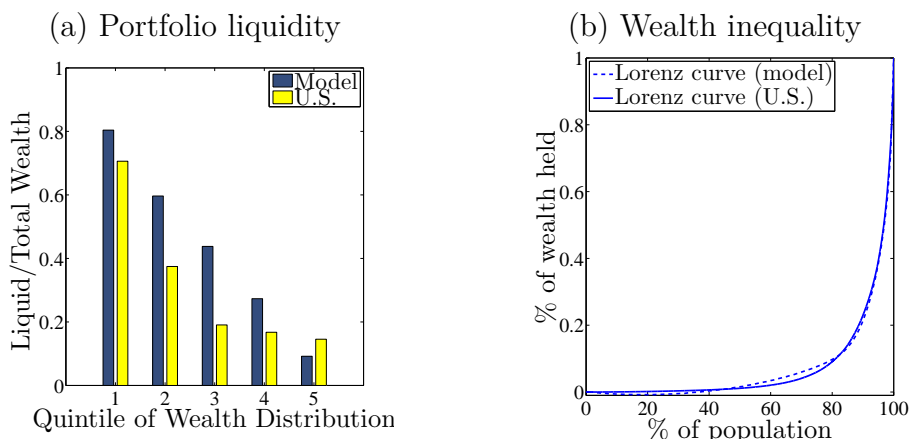 (a) Portfolio liquidity
Liquid/Total Wealth
1
0.8
0.6
0.4
0.2
0
Model
U.S.
1 2 3 4 5
Quintile of Wealth Distribution
(b) Wealth inequality
% of wealth held
1
0.8
0.6
0.4
0.2
0
Lorenz curve (model)
Lorenz curve (U.S.)
0 20 40 60 80 100
% of population